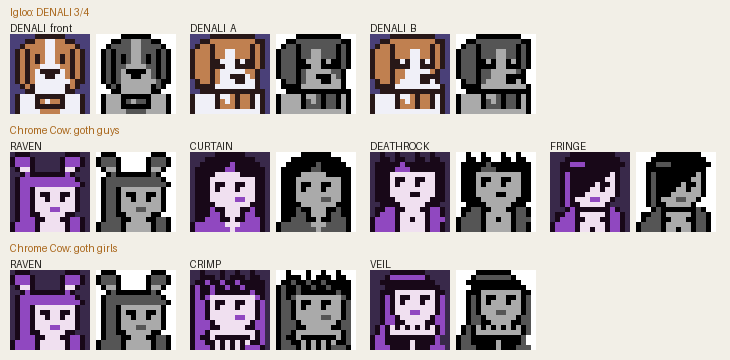 Igloo: DENALI 3/4
DENALI front
DENALI A
DENALI B
Chrome Cow: goth guys
RAVEN
CURTAIN
DEATHROCK
FRINGE
Chrome Cow: goth girls
RAVEN
CRIMP
VEIL